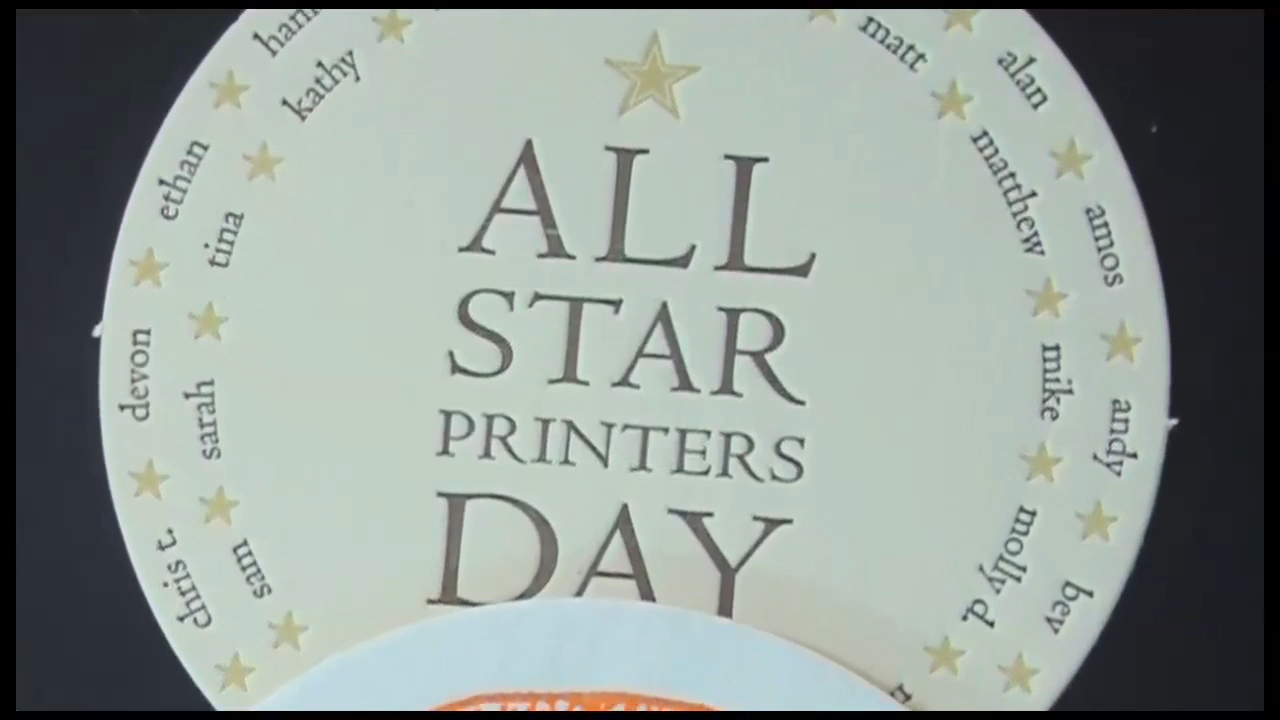 ALL
STAR
PRINTERS
DAY
kathy
tina
sarah
sam
ethan
devon
chris t.
matt
matthew
mike
molly d.
alan
amos
andy
bev